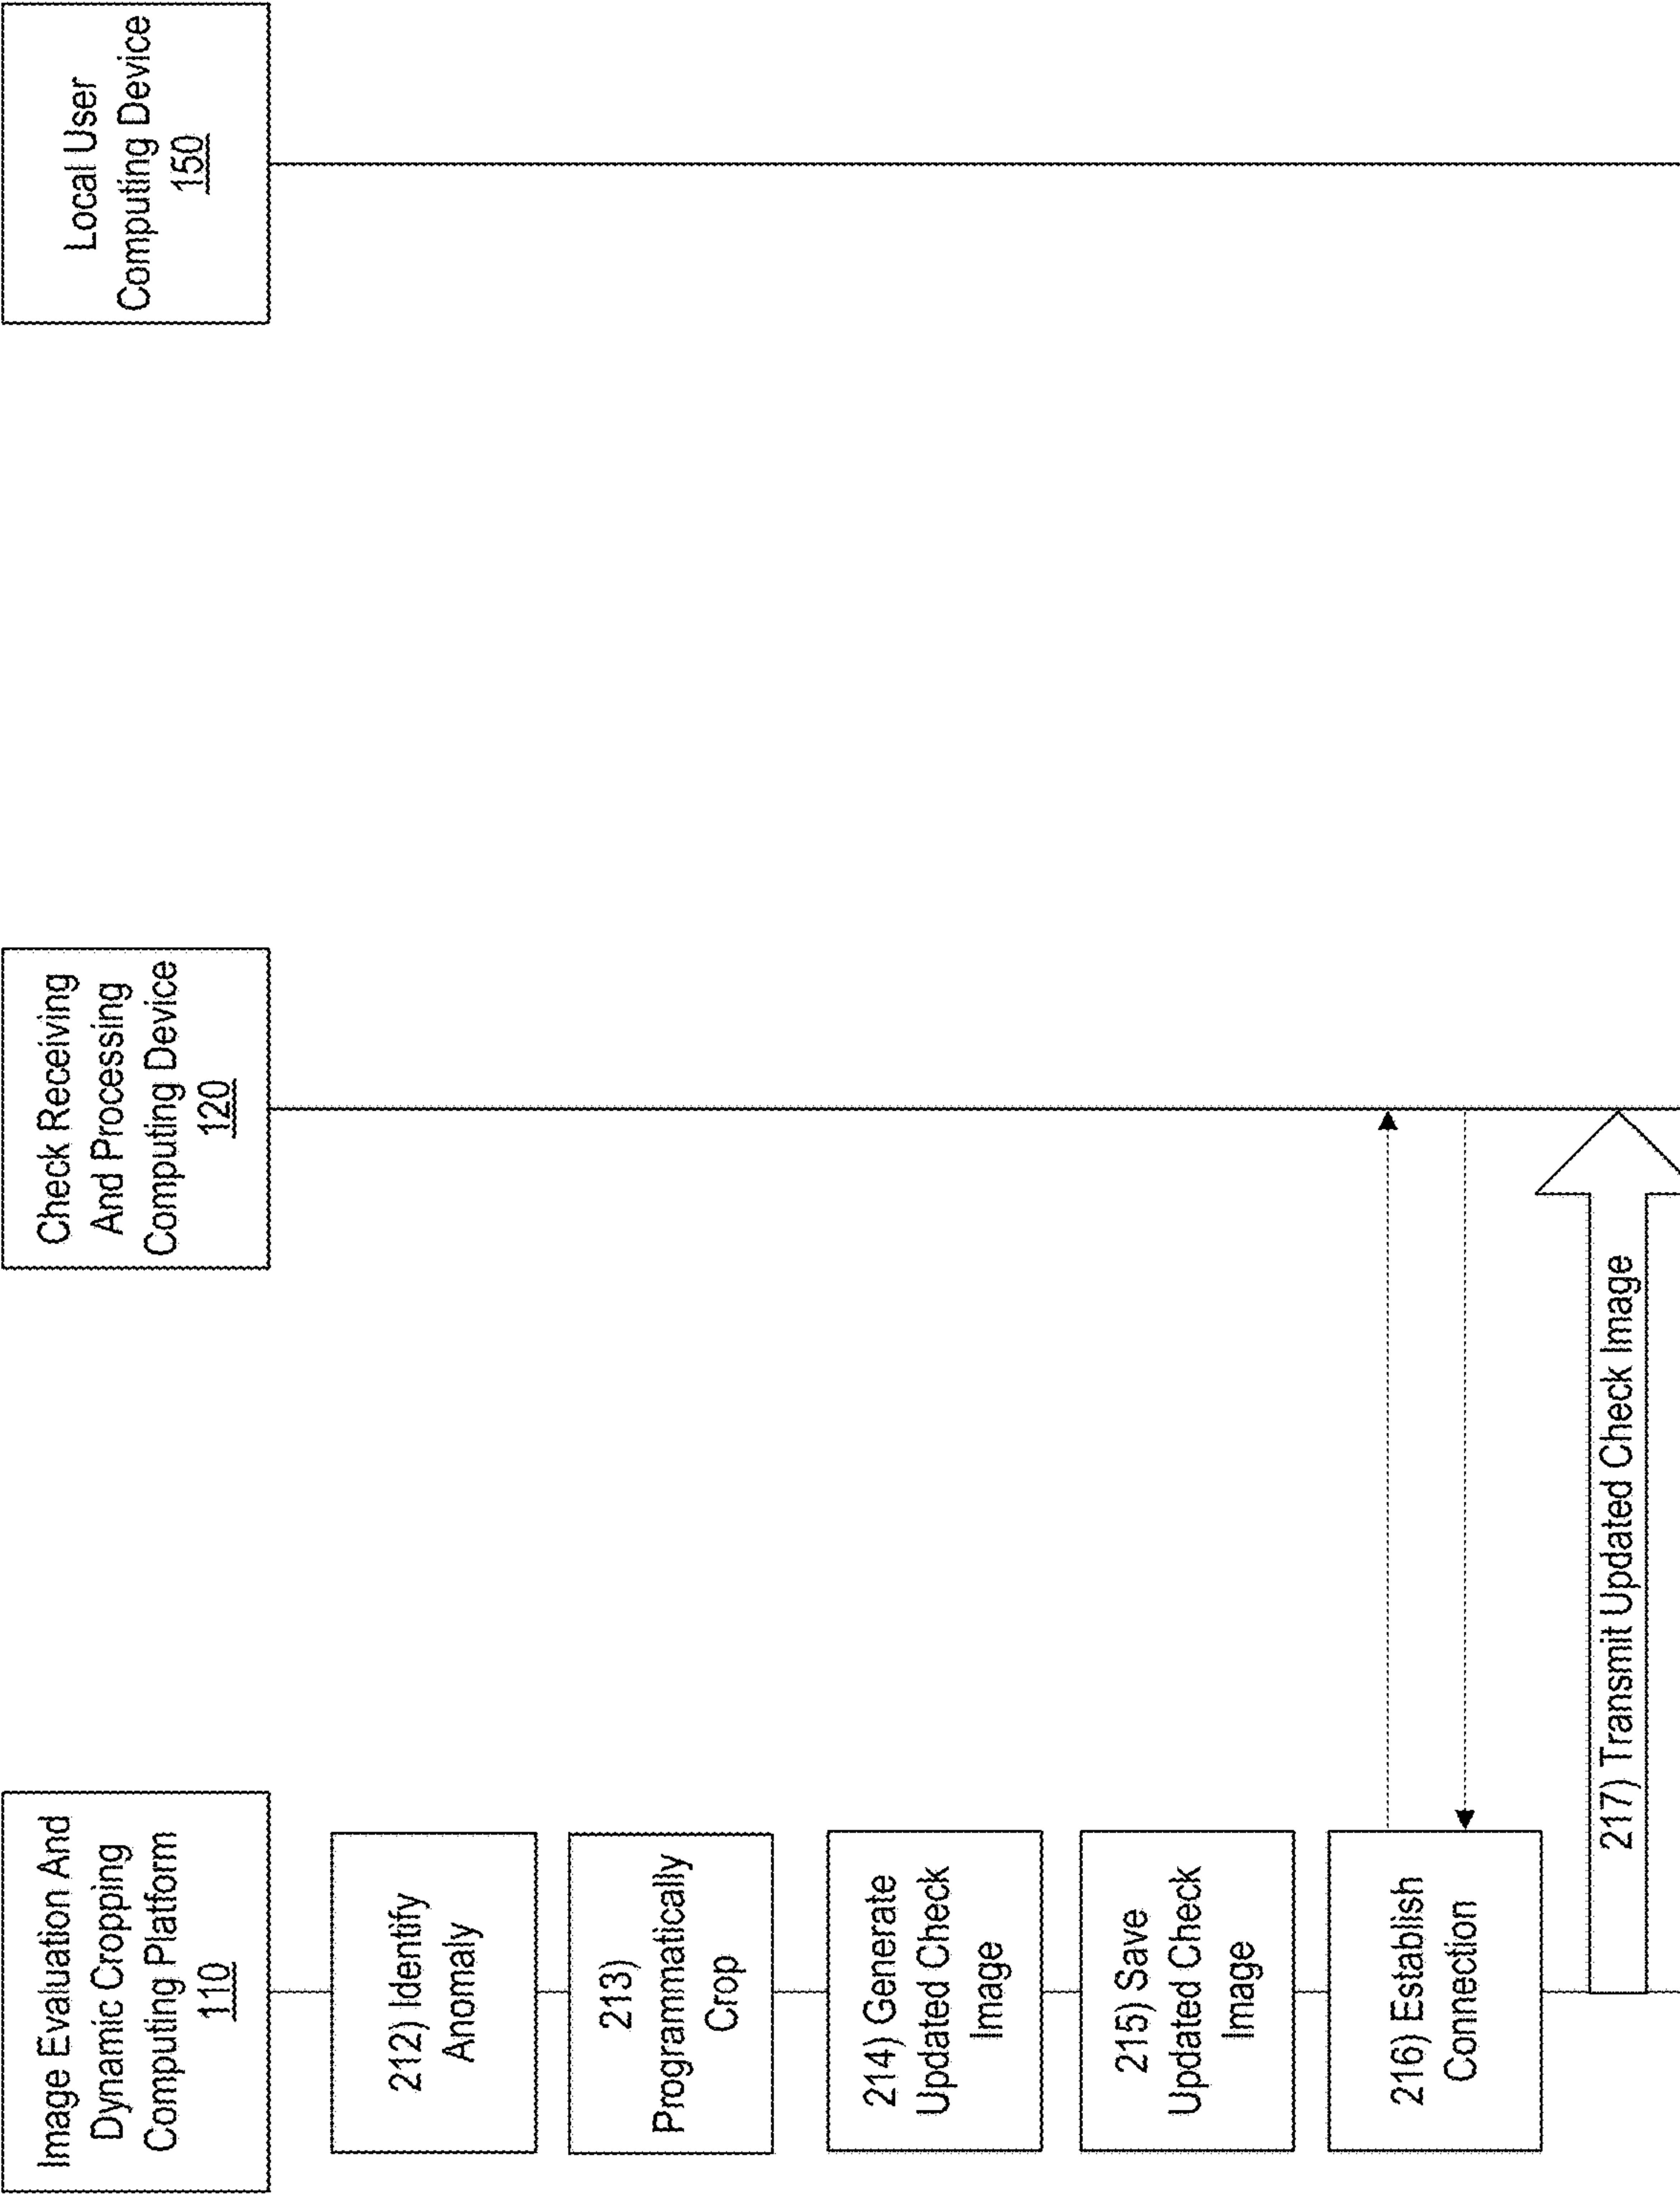 Image Evaluation And
Dynamic Cropping
Computing Platform
110
Check Receiving
And Processing
Computing Device
120
Local User
Computing Device
150
212) Identify
Anomaly
213)
Programmatically
Crop
214) Generate
Updated Check
Image
215) Save
Updated Check
Image
216) Establish
Connection
217) Transmit Updated Check Image